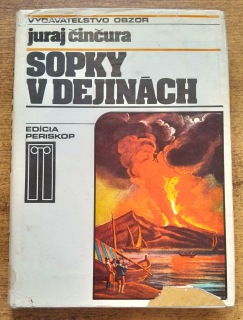 VYDAVATEĽSTVO OBZOR
juraj činčura
SOPKY
V DEJINÁCH
EDÍCIA
PERISKOP